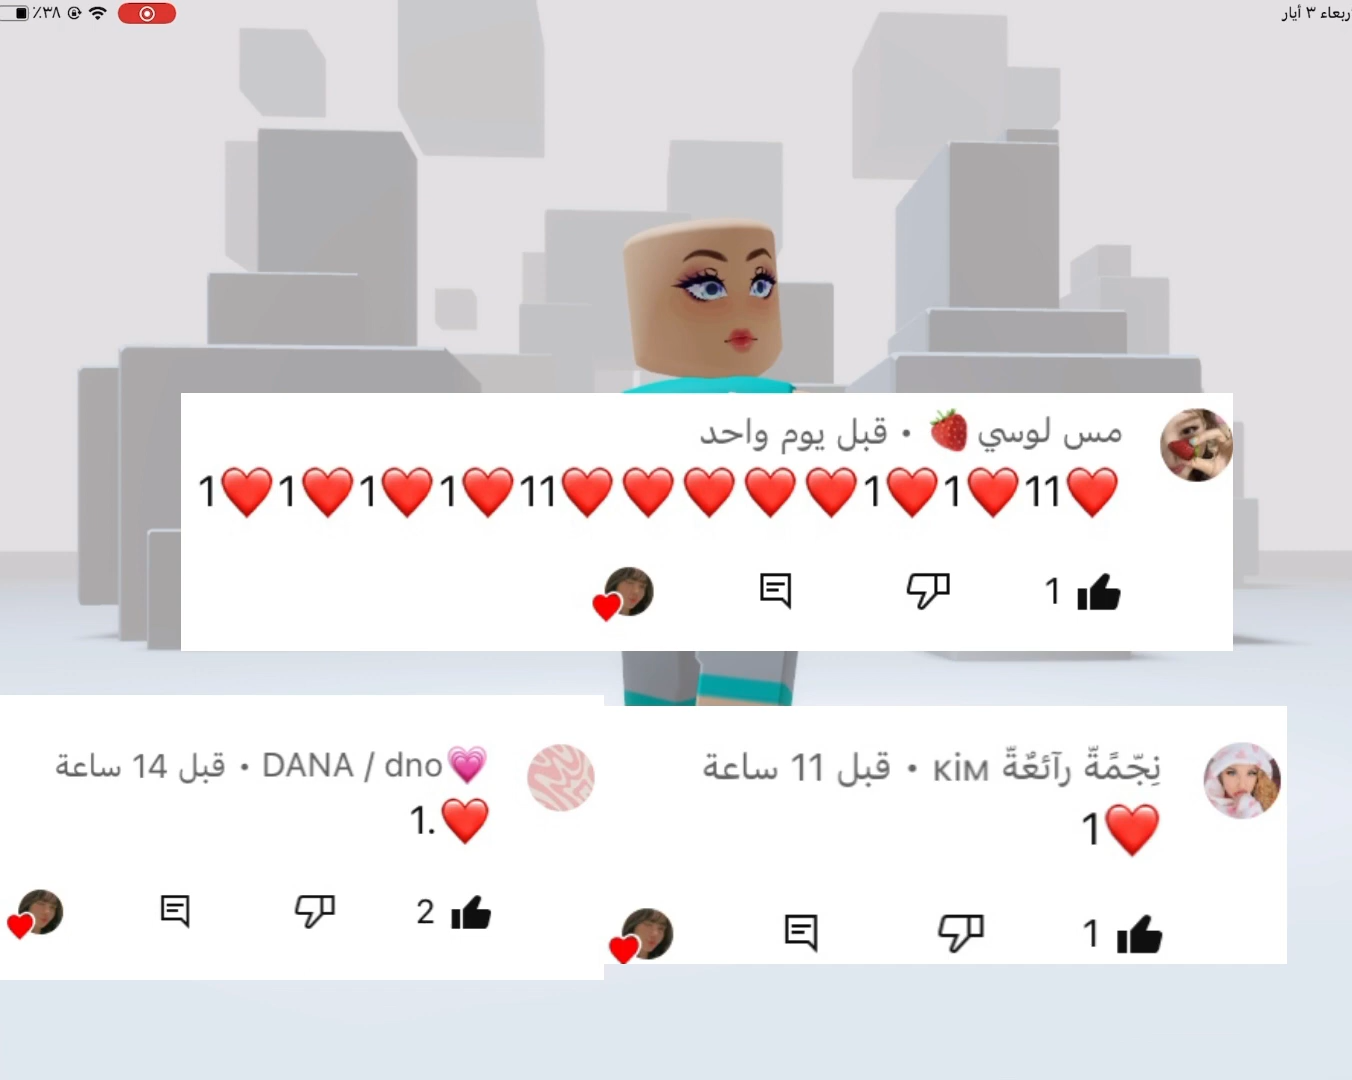 ٪٣٨
ربعاء ٣ أيار
مس لوسي🍓 • قبل يوم واحد
❤️11❤️1❤️1❤️❤️❤️❤️❤️11❤️1❤️1❤️1❤️1
1
💗DANA / dno • قبل 14 ساعة
❤️.1
2
نِجّمًةّ رآئعٌةّ кiм • قبل 11 ساعة
❤️1
1